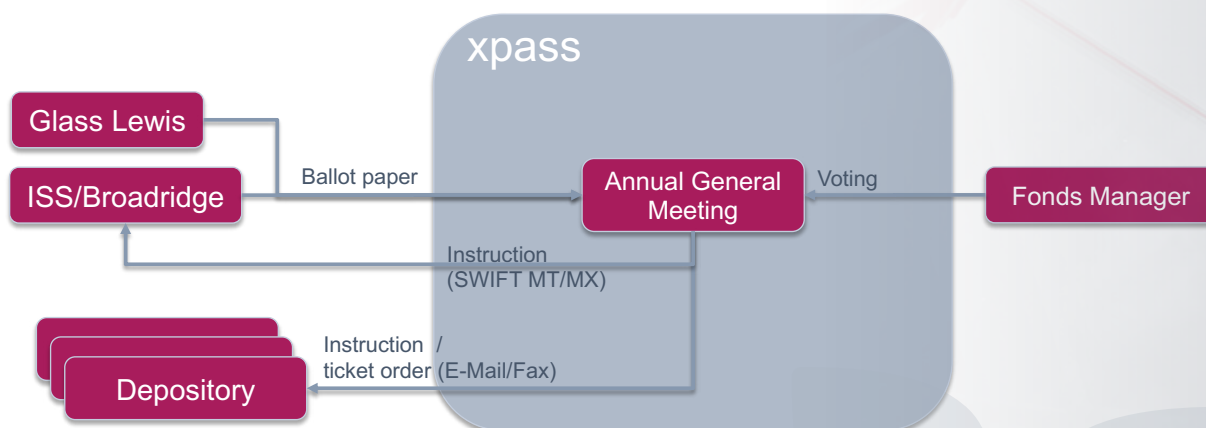 xpass
Glass Lewis
ISS/Broadridge
Ballot paper
Annual General
Meeting
Voting
Fonds Manager
Instruction
(SWIFT MT/MX)
Instruction /
ticket order (E-Mail/Fax)
Depository